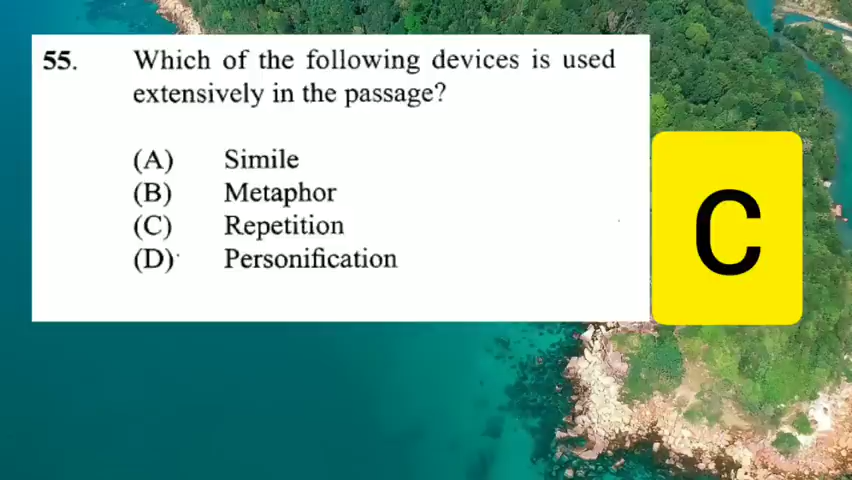 55. Which of the following devices is used
extensively in the passage?
(A) Simile
(B) Metaphor
(C) Repetition
(D) Personification
C